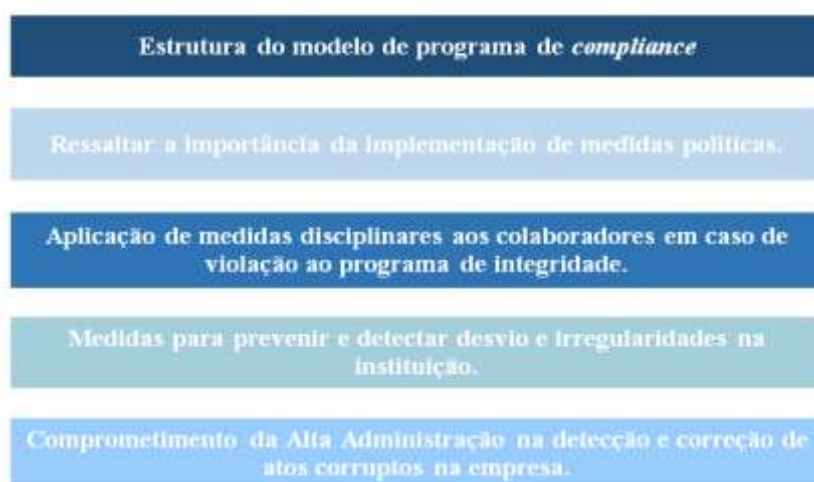 Estrutura do modelo de programa de compliance
Ressaltar a importância da implementação de medidas políticas.
Aplicação de medidas disciplinares aos colaboradores em caso de
violação ao programa de integridade.
Medidas para prevenir e detectar desvio e irregularidades na
instituição.
Comprometimento da Alta Administração na detecção e correção de
atos corruptos na empresa.